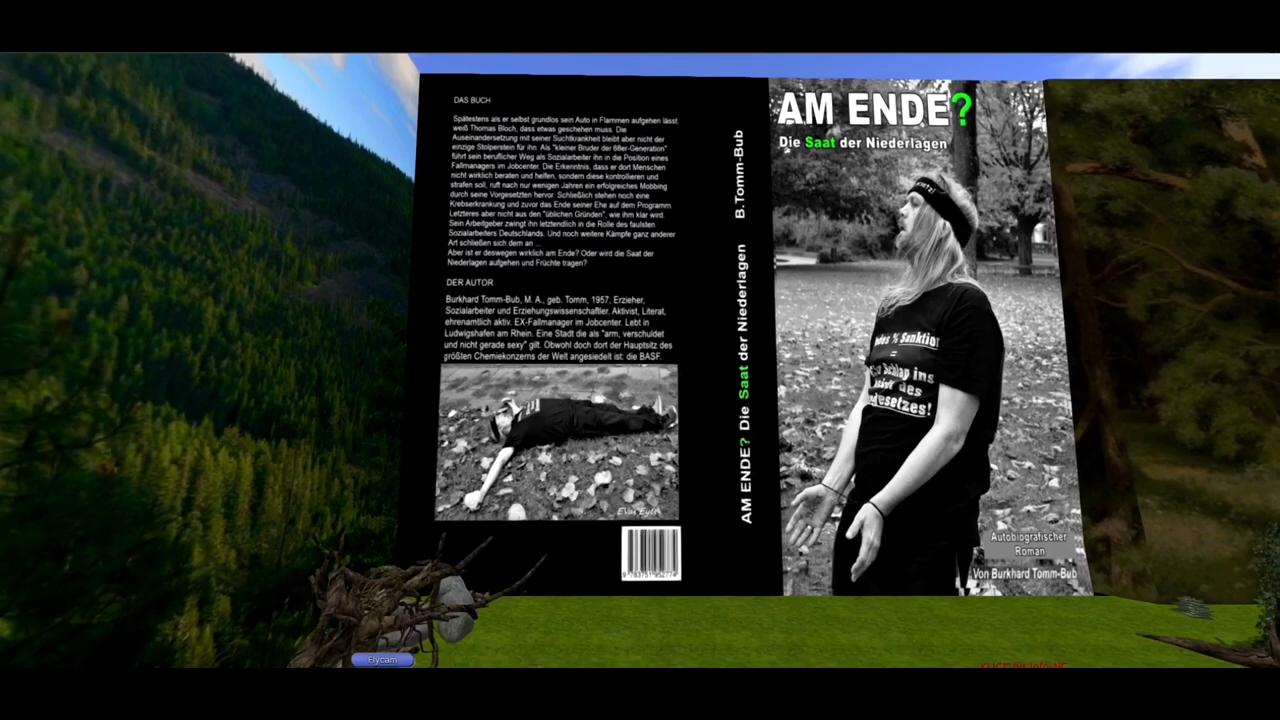 DAS BUCH
Spätestens als er selbst grundlos sein Auto in Flammen aufgehen lässt,
weiß Thomas Bloch, dass etwas geschehen muss. Die
Auseinandersetzung mit seiner Suchtkrankheit bleibt aber nicht der
einzige Stolperstein für ihn. Als "kleiner Bruder der 68er-Generation"
führt sein beruflicher Weg als Sozialarbeiter ihn in die Position eines
Fallmanagers im Jobcenter. Die Erkenntnis, dass er dort Menschen
nicht wirklich beraten und helfen, sondern diese kontrollieren und
strafen soll, ruft nach nur wenigen Jahren ein erfolgreiches Mobbing
durch seine Vorgesetzten hervor. Schließlich stehen noch eine
Krebserkrankung und zuvor das Ende seiner Ehe auf dem Programm.
Letzteres aber nicht aus den "üblichen Gründen", wie ihm klar wird.
Sein Arbeitgeber zwingt ihn letztendlich in die Rolle des faulsten
Sozialarbeiters Deutschlands. Und noch weitere Kämpfe ganz anderer
Art schließen sich dem an ...
Aber ist er deswegen wirklich am Ende? Oder wird die Saat der
Niederlagen aufgehen und Früchte tragen?
DER AUTOR
Burkhard Tomm-Bub, M. A., geb. Tomm, 1957, Erzieher,
Sozialarbeiter und Erziehungswissenschaftler. Aktivist, Literat,
ehrenamtlich aktiv. EX-Fallmanager im Jobcenter. Lebt in
Ludwigshafen am Rhein. Eine Stadt die als "arm, verschuldet
und nicht gerade sexy" gilt. Obwohl doch dort der Hauptsitz des
größten Chemiekonzerns der Welt angesiedelt ist: die BASF.
9 783751 952774
AM ENDE? Die Saat der Niederlagen B.Tomm-Bub
AM ENDE?
Die Saat der Niederlagen
% Sunktion
=
Schlag ins
des
gesetzes!
Autobiografischer
Roman
Von Burkhard Tomm-Bub
Flycam